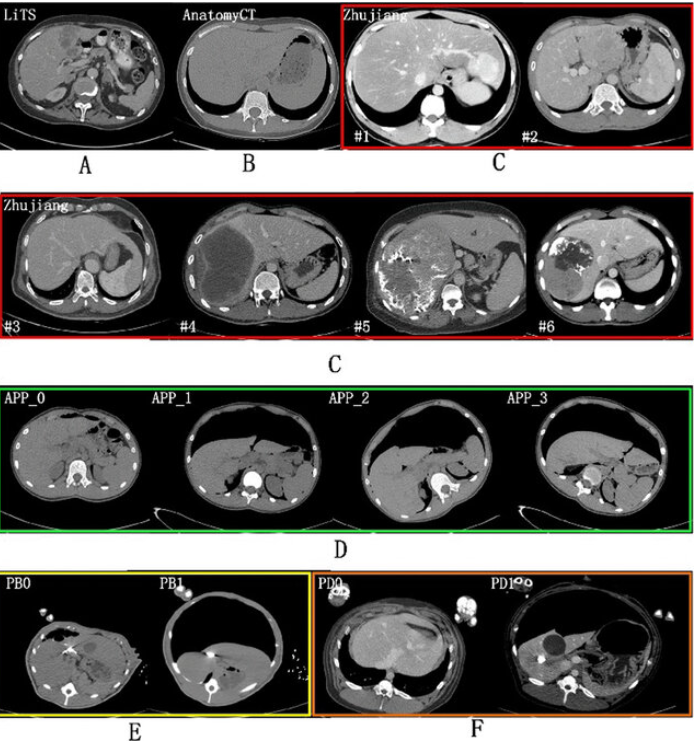 LiTS AnatomyCT Zhujiang
#1 #2
A B C
Zhujiang
#3 #4 #5 #6
C
APP_0 APP_1 APP_2 APP_3
D
PB0 PB1 PD0 PD1
E F